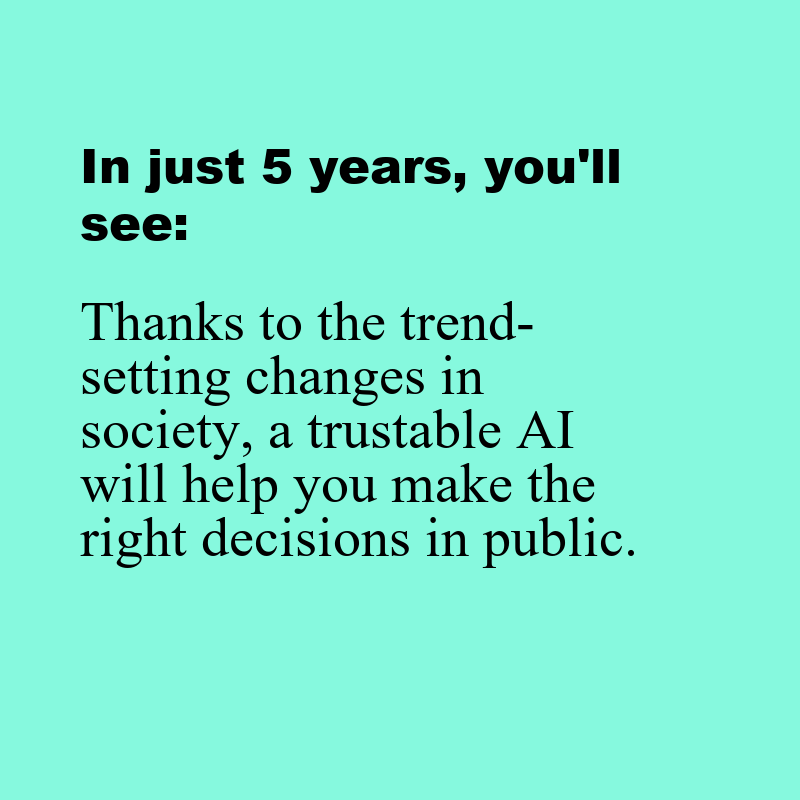 In just 5 years, you'll
see:
Thanks to the trend-
setting changes in
society, a trustable AI
will help you make the
right decisions in public.